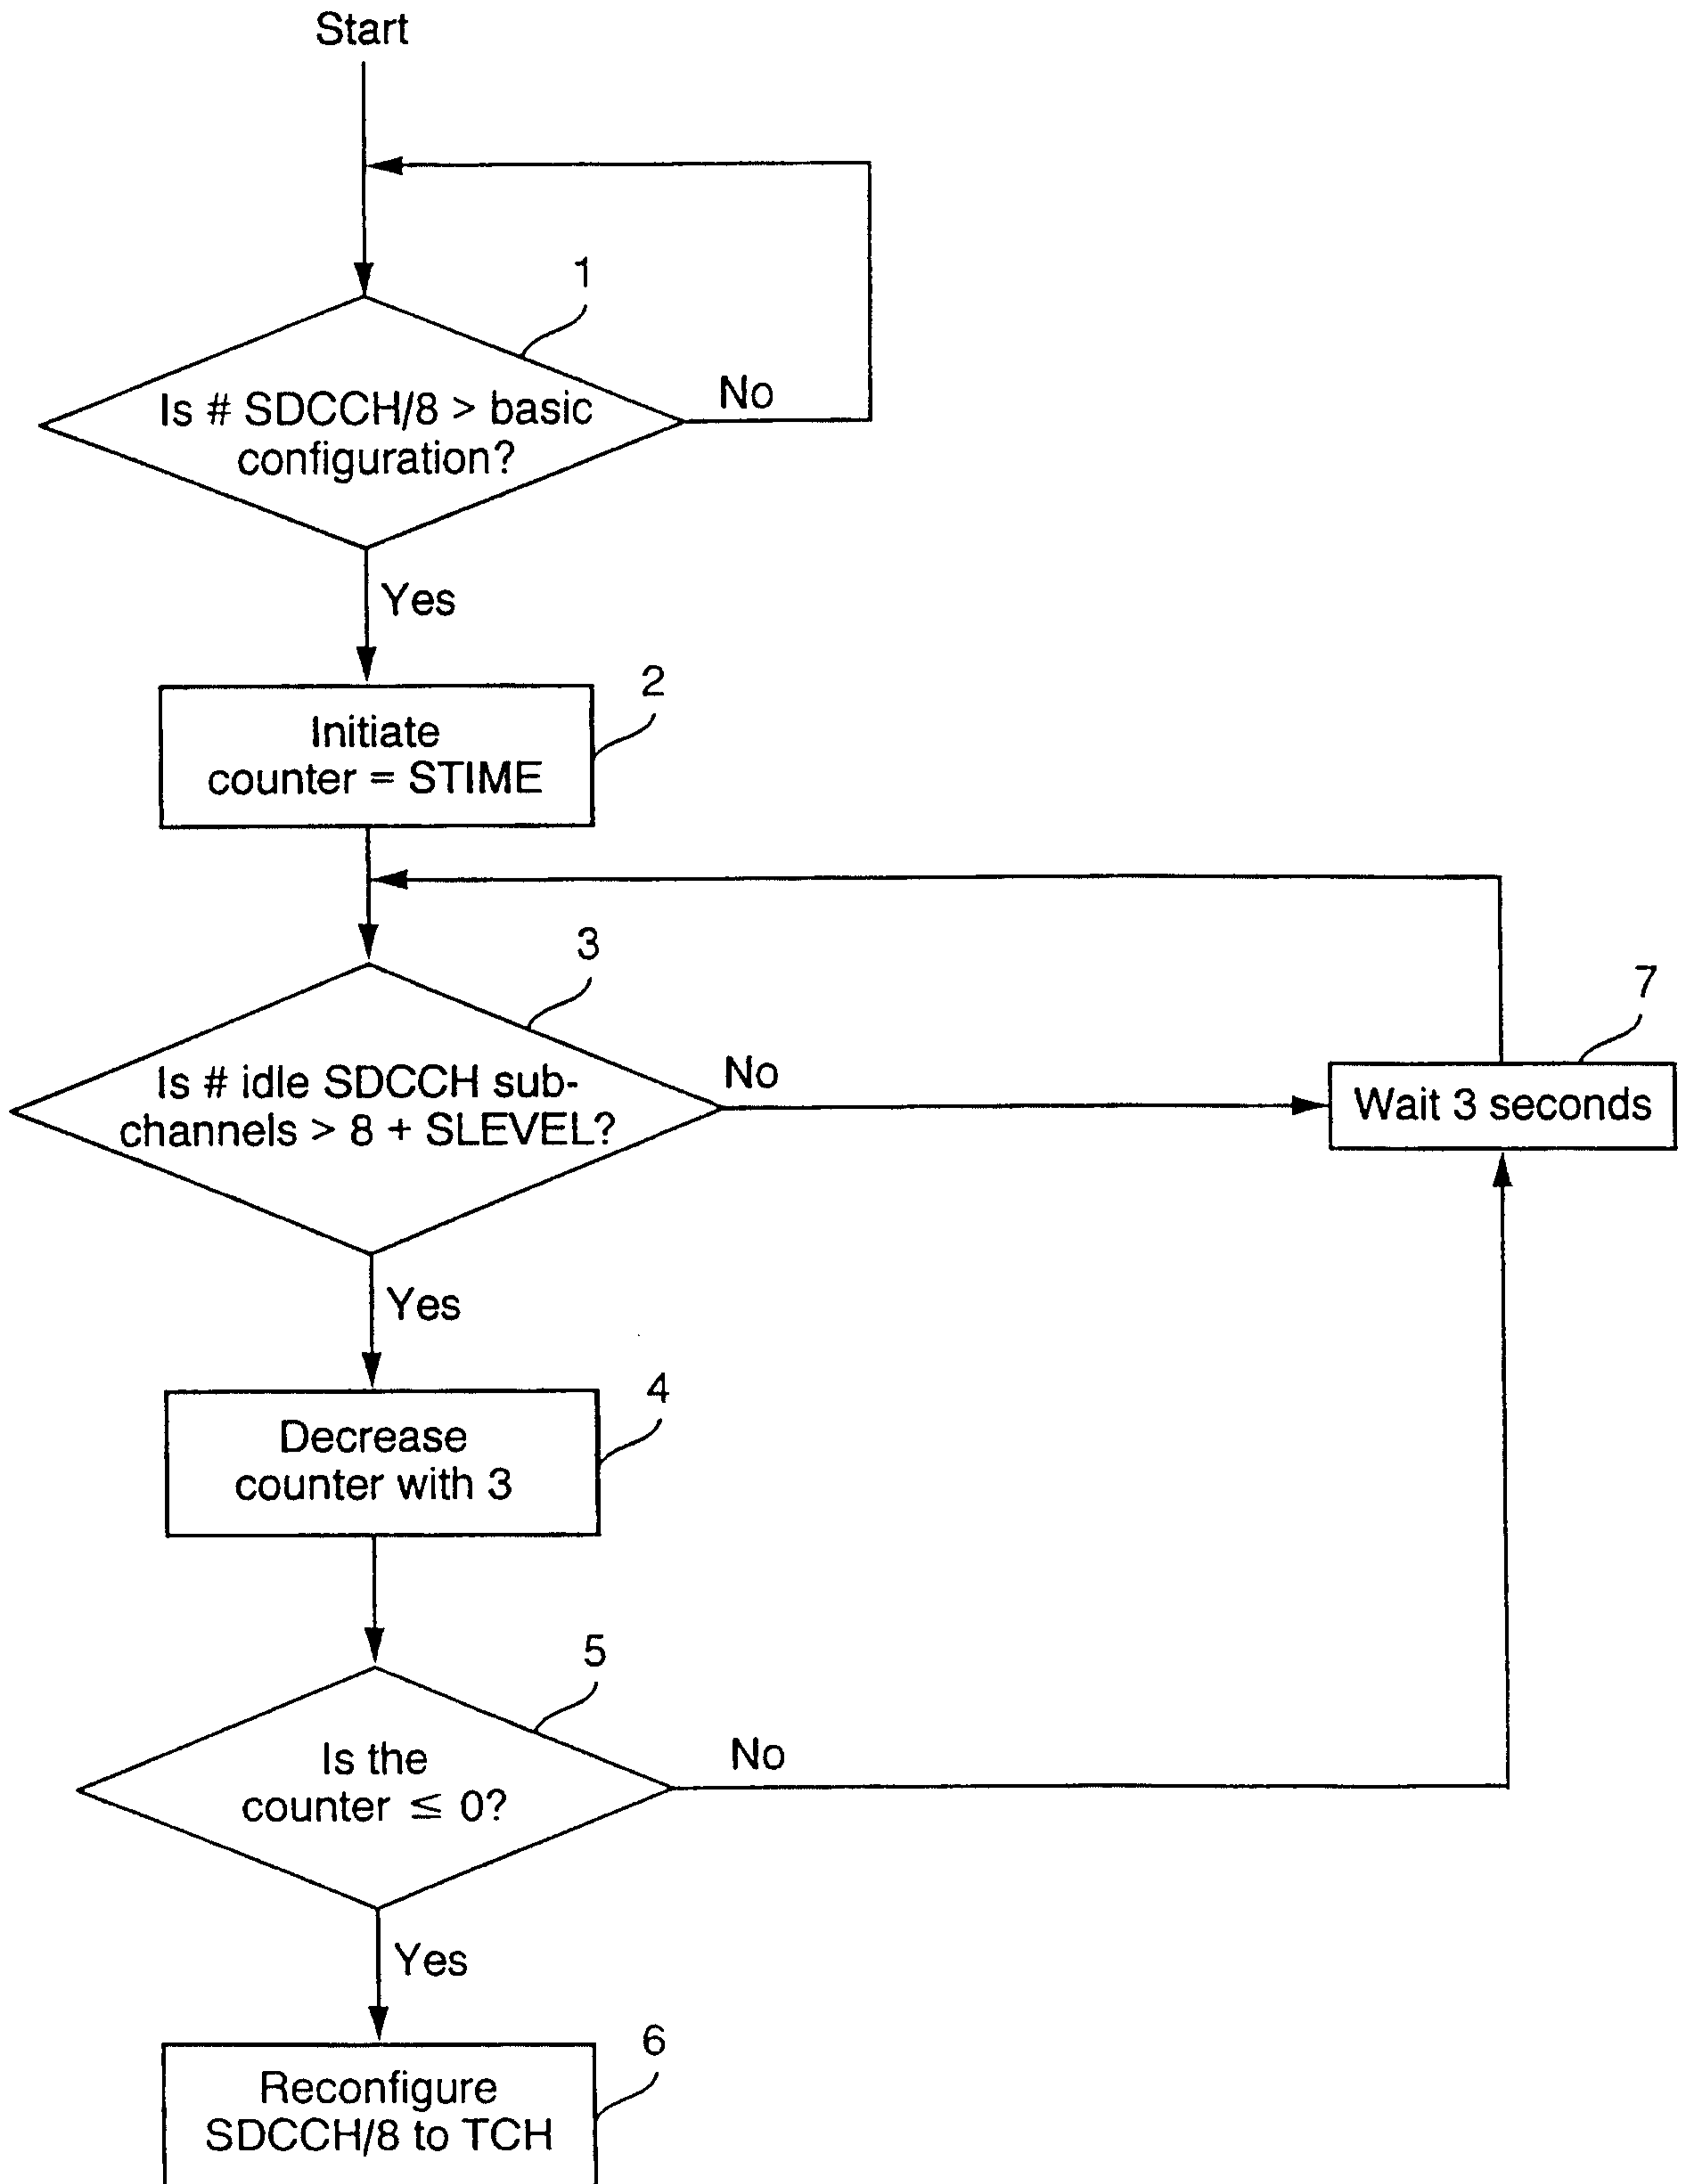 Start
1
Is # SDCCH/8 > basic
configuration?
No
Yes
2
Initiate
counter = STIME
3
Is # idle SDCCH sub-
channels > 8 + SLEVEL?
No
7
Wait 3 seconds
Yes
4
Decrease
counter with 3
5
Is the
counter ≤ 0?
No
Yes
6
Reconfigure
SDCCH/8 to TCH